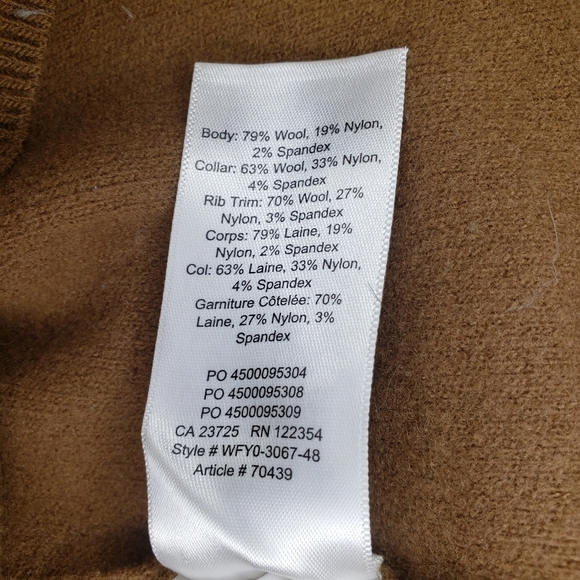 Body: 79% Wool, 19% Nylon,
2% Spandex
Collar: 63% Wool, 33% Nylon,
4% Spandex
Rib Trim: 70% Wool, 27%
Nylon, 3% Spandex
Corps: 79% Laine, 19%
Nylon, 2% Spandex
Col: 63% Laine, 33% Nylon,
4% Spandex
Garniture Côtelée: 70%
Laine, 27% Nylon, 3%
Spandex
PO 4500095304
PO 4500095308
PO 4500095309
CA 23725 RN 122354
Style # WFY0-3067-48
Article # 70439